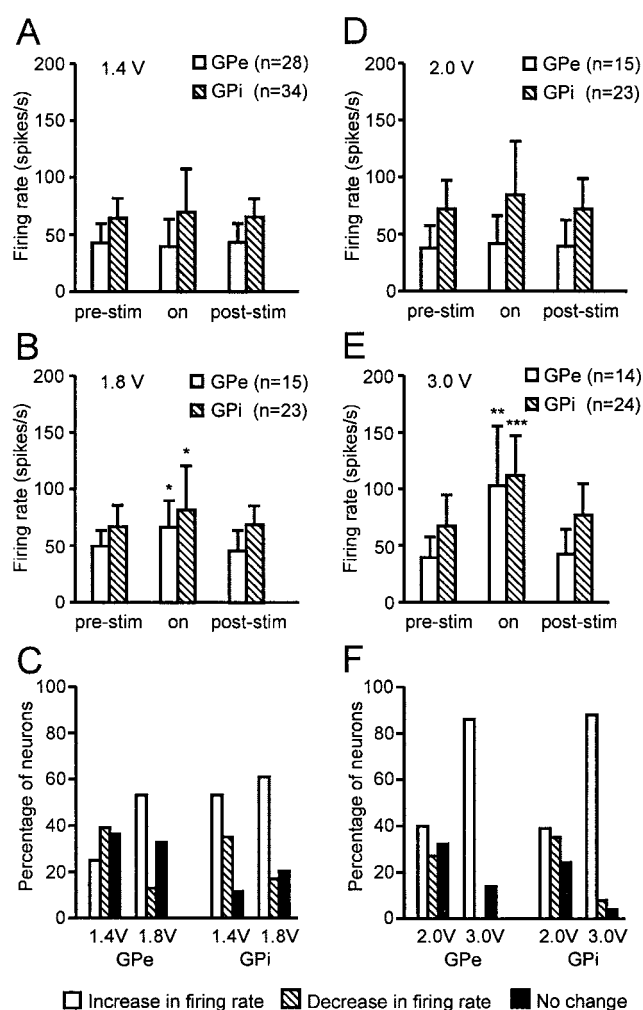 A
1.4 V
GPe (n=28)
GPi (n=34)
Firing rate (spikes/s)
200
150
100
50
0
pre-stim on post-stim
B
1.8 V
GPe (n=15)
GPi (n=23)
* *
Firing rate (spikes/s)
200
150
100
50
0
pre-stim on post-stim
C
Percentage of neurons
100
80
60
40
20
0
1.4V 1.8V 1.4V 1.8V
GPe GPi
D
2.0 V
GPe (n=15)
GPi (n=23)
Firing rate (spikes/s)
200
150
100
50
0
pre-stim on post-stim
E
3.0 V
GPe (n=14)
GPi (n=24)
** ***
Firing rate (spikes/s)
200
150
100
50
0
pre-stim on post-stim
F
Percentage of neurons
100
80
60
40
20
0
2.0V 3.0V 2.0V 3.0V
GPe GPi
Increase in firing rate Decrease in firing rate No change